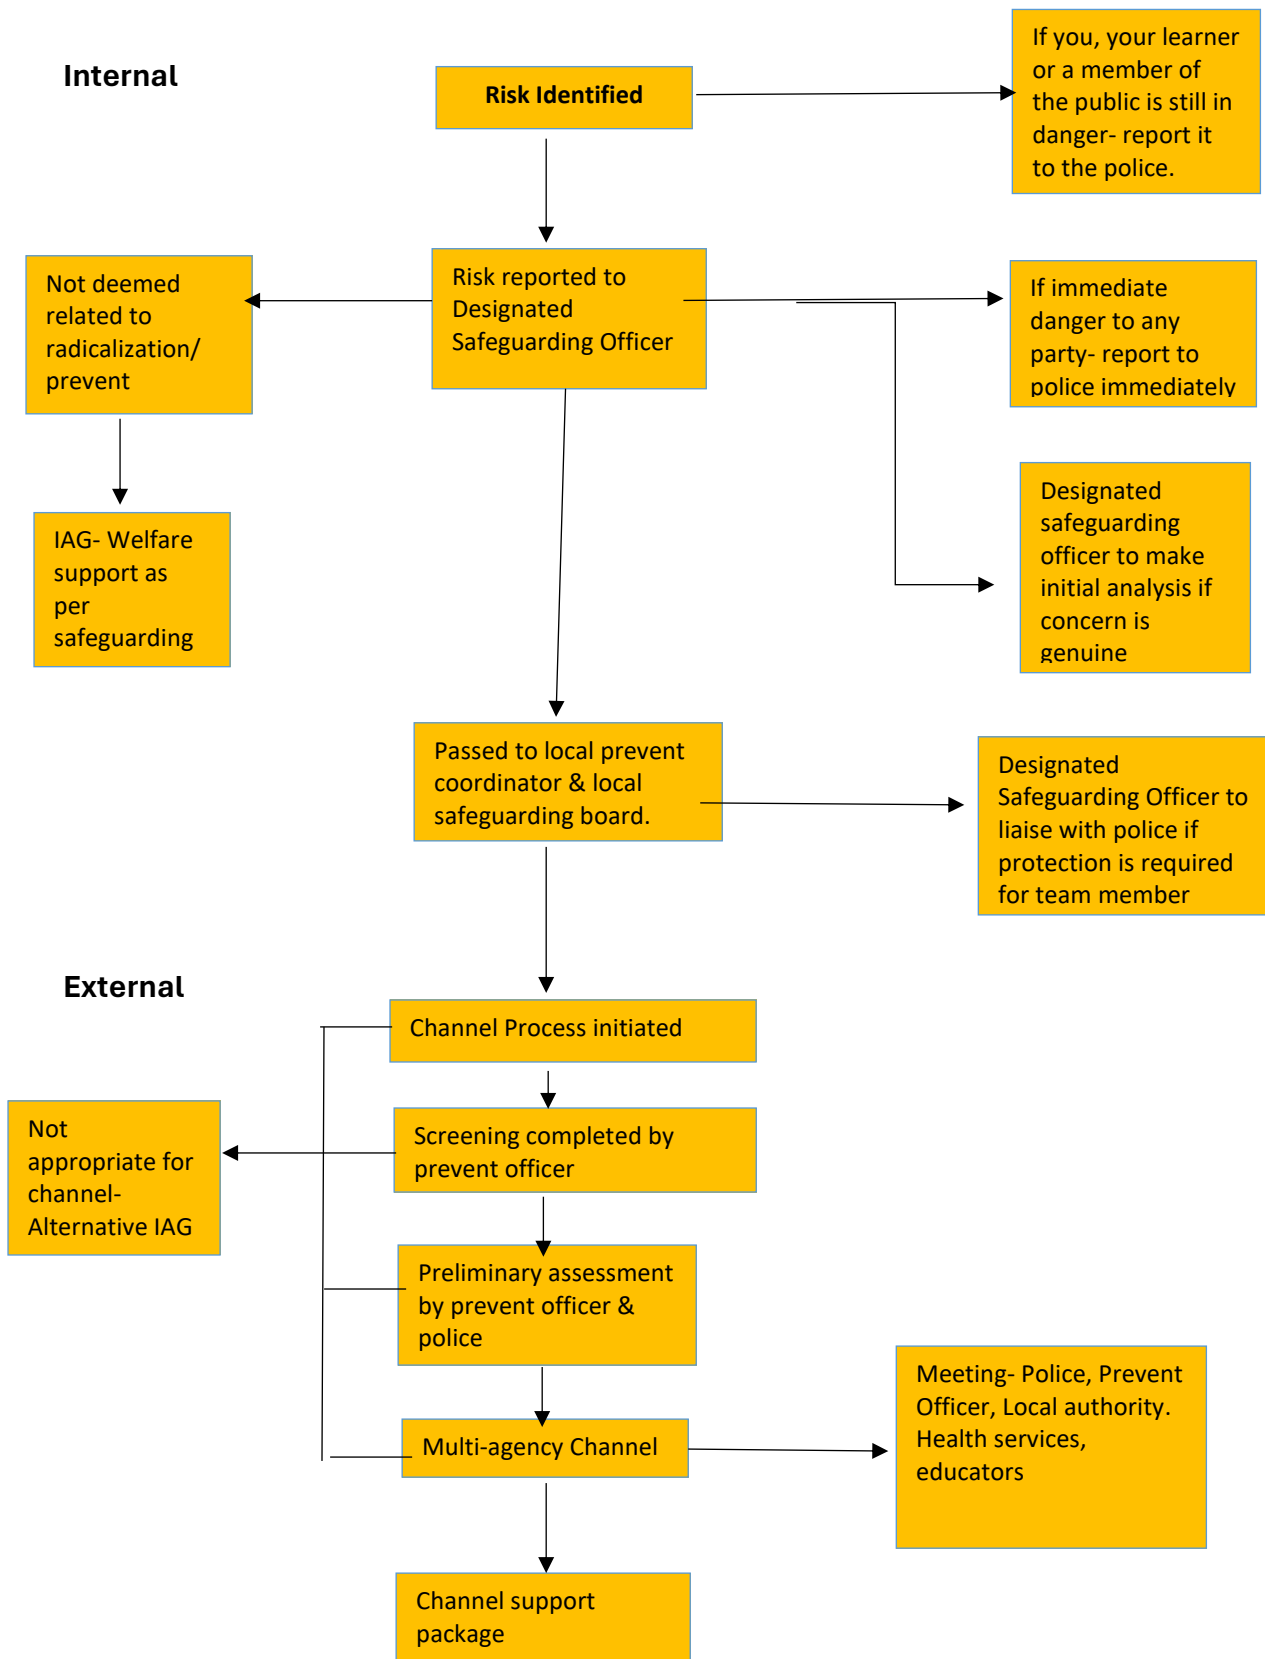 Internal
Risk Identified
If you, your learner
or a member of
the public is still in
danger- report it
to the police.
Not deemed
related to
radicalization/
prevent
Risk reported to
Designated
Safeguarding Officer
If immediate
danger to any
party- report to
police immediately
IAG- Welfare
support as
per
safeguarding
Designated
safeguarding
officer to make
initial analysis if
concern is
genuine
Passed to local prevent
coordinator & local
safeguarding board.
Designated
Safeguarding Officer to
liaise with police if
protection is required
for team member
External
Channel Process initiated
Not
appropriate for
channel-
Alternative IAG
Screening completed by
prevent officer
Preliminary assessment
by prevent officer &
police
Multi-agency Channel
Meeting- Police, Prevent
Officer, Local authority.
Health services,
educators
Channel support
package